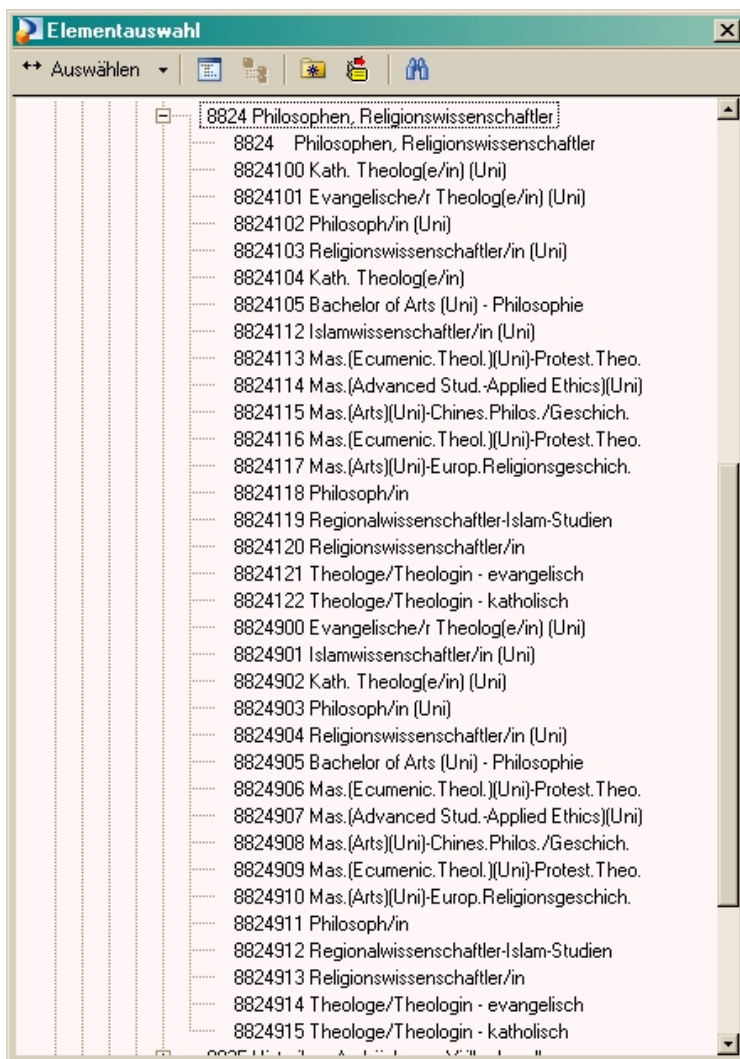 Elementauswahl
Auswählen
8824 Philosophen, Religionswissenschaftler
8824 Philosophen, Religionswissenschaftler
8824100 Kath. Theolog(e/in) (Uni)
8824101 Evangelische/r Theolog(e/in) (Uni)
8824102 Philosoph/in (Uni)
8824103 Religionswissenschaftler/in (Uni)
8824104 Kath. Theolog(e/in)
8824105 Bachelor of Arts (Uni) - Philosophie
8824112 Islamwissenschaftler/in (Uni)
8824113 Mas.(Ecumenic.Theol.)(Uni)-Protest.Theo.
8824114 Mas.(Advanced Stud.-Applied Ethics)(Uni)
8824115 Mas.(Arts)(Uni)-Chines.Philos./Geschich.
8824116 Mas.(Ecumenic.Theol.)(Uni)-Protest.Theo.
8824117 Mas.(Arts)(Uni)-Europ.Religionsgeschich.
8824118 Philosoph/in
8824119 Regionalwissenschaftler-Islam-Studien
8824120 Religionswissenschaftler/in
8824121 Theologe/Theologin - evangelisch
8824122 Theologe/Theologin - katholisch
8824900 Evangelische/r Theolog(e/in) (Uni)
8824901 Islamwissenschaftler/in (Uni)
8824902 Kath. Theolog(e/in) (Uni)
8824903 Philosoph/in (Uni)
8824904 Religionswissenschaftler/in (Uni)
8824905 Bachelor of Arts (Uni) - Philosophie
8824906 Mas.(Ecumenic.Theol.)(Uni)-Protest.Theo.
8824907 Mas.(Advanced Stud.-Applied Ethics)(Uni)
8824908 Mas.(Arts)(Uni)-Chines.Philos./Geschich.
8824909 Mas.(Ecumenic.Theol.)(Uni)-Protest.Theo.
8824910 Mas.(Arts)(Uni)-Europ.Religionsgeschich.
8824911 Philosoph/in
8824912 Regionalwissenschaftler-Islam-Studien
8824913 Religionswissenschaftler/in
8824914 Theologe/Theologin - evangelisch
8824915 Theologe/Theologin - katholisch